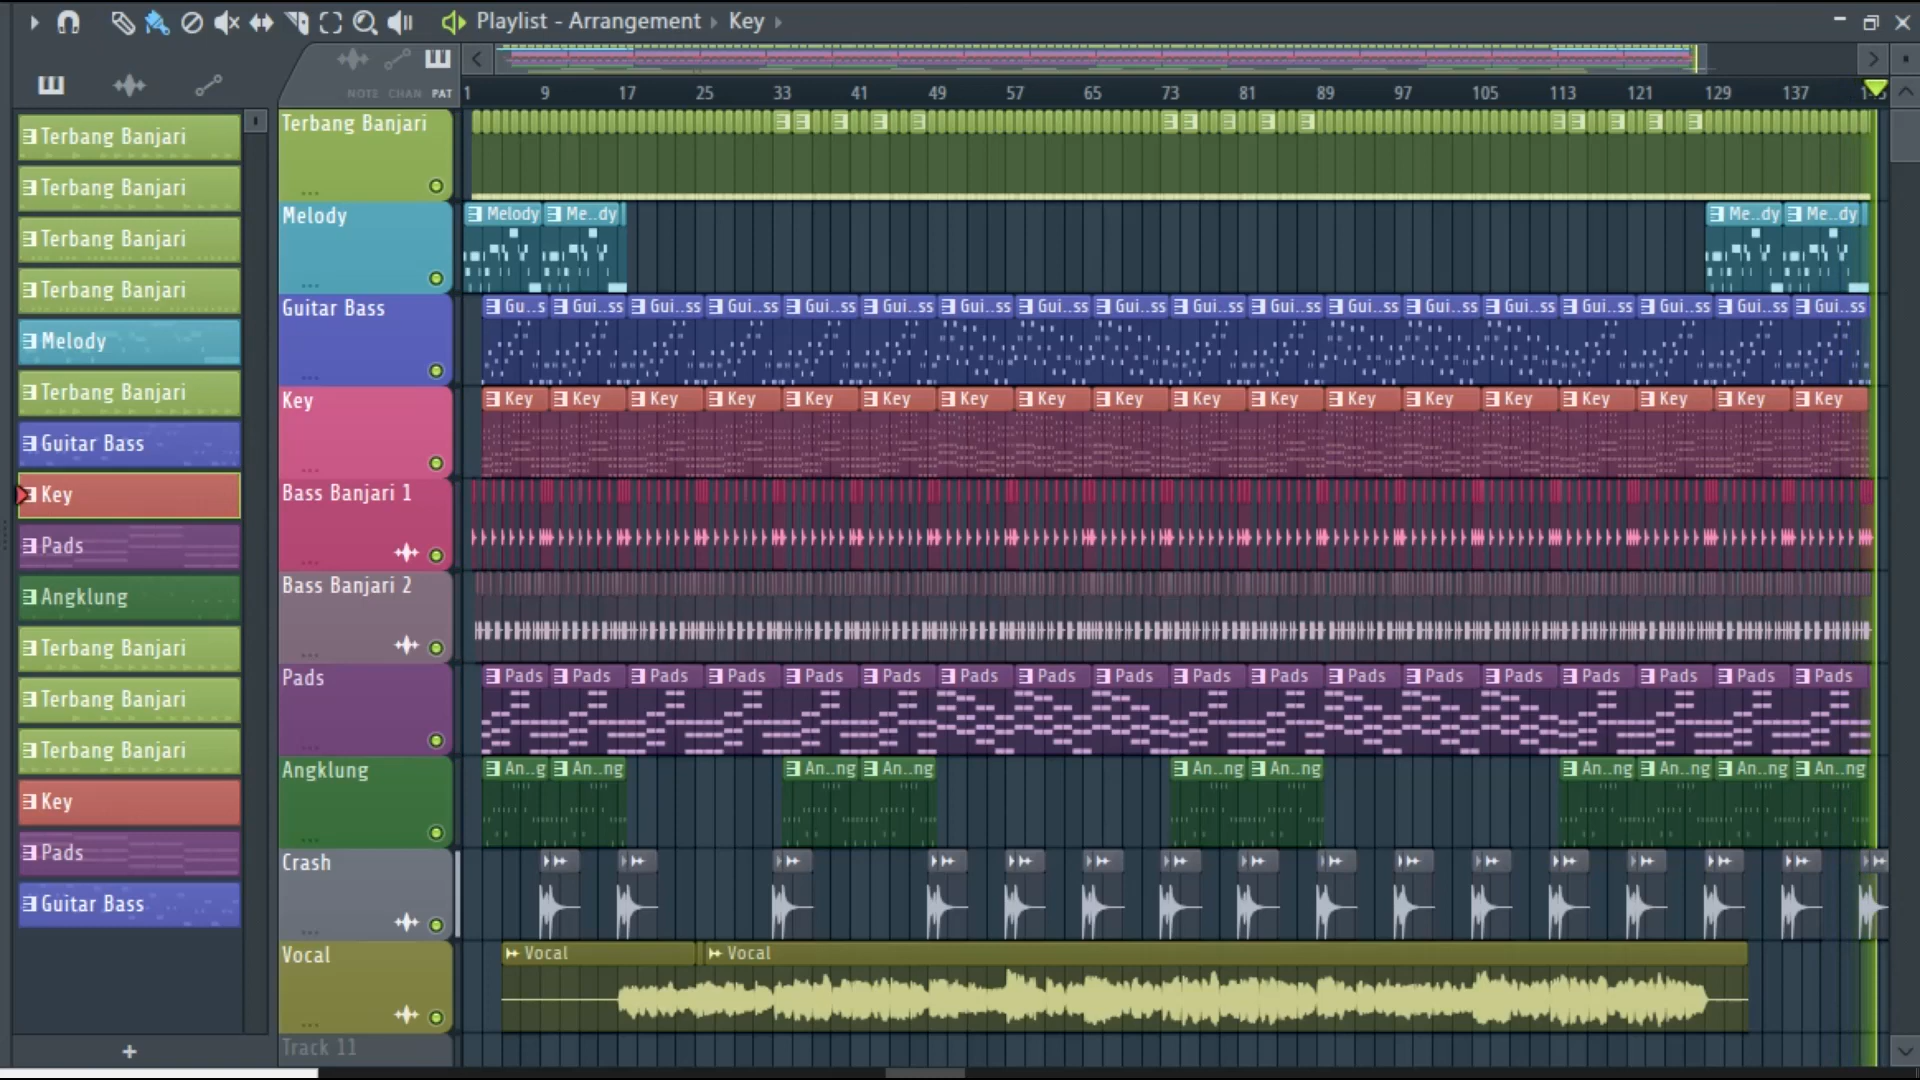 Playlist - Arrangement › Key ›
NOTE CHAN PAT
1 9 17 25 33 41 49 57 65 73 81 89 97 105 113 121 129 137
Terbang Banjari
Terbang Banjari
Terbang Banjari
Terbang Banjari
Melody
Terbang Banjari
Guitar Bass
Key
Pads
Angklung
Terbang Banjari
Terbang Banjari
Terbang Banjari
Key
Pads
Guitar Bass
+
Terbang Banjari
Melody
Melody Me..dy Me..dy Me..dy
Guitar Bass
Gu..s Gui..ss Gui..ss Gui..ss Gui..ss Gui..ss Gui..ss Gui..ss Gui..ss Gui..ss Gui..ss Gui..ss Gui..ss Gui..ss Gui..ss Gui..ss Gui..ss Gui..ss
Key
Key Key Key Key Key Key Key Key Key Key Key Key Key Key Key Key Key Key
Bass Banjari 1
Bass Banjari 2
Pads
Pads Pads Pads Pads Pads Pads Pads Pads Pads Pads Pads Pads Pads Pads Pads Pads Pads Pads
Angklung
An..g An..ng An..ng An..ng An..ng An..ng An..ng An..ng An..ng An..ng
Crash
Vocal
Vocal Vocal
Track 11